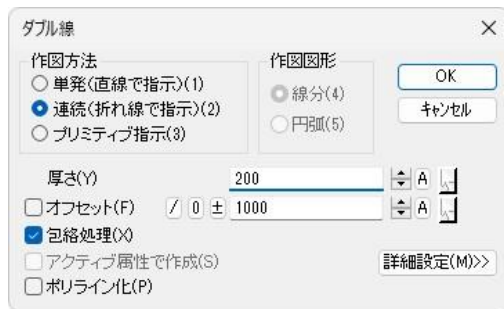 ダブル線
作図方法
単発(直線で指示)(1)
連続(折れ線で指示)(2)
プリミティブ指示(3)
作図図形
線分(4)
円弧(5)
OK
キャンセル
厚さ(Y) 200 A
オフセット(F) / 0 ± 1000 A
包絡処理(X)
アクティブ属性で作成(S)
詳細設定(M)>>
ポリライン化(P)